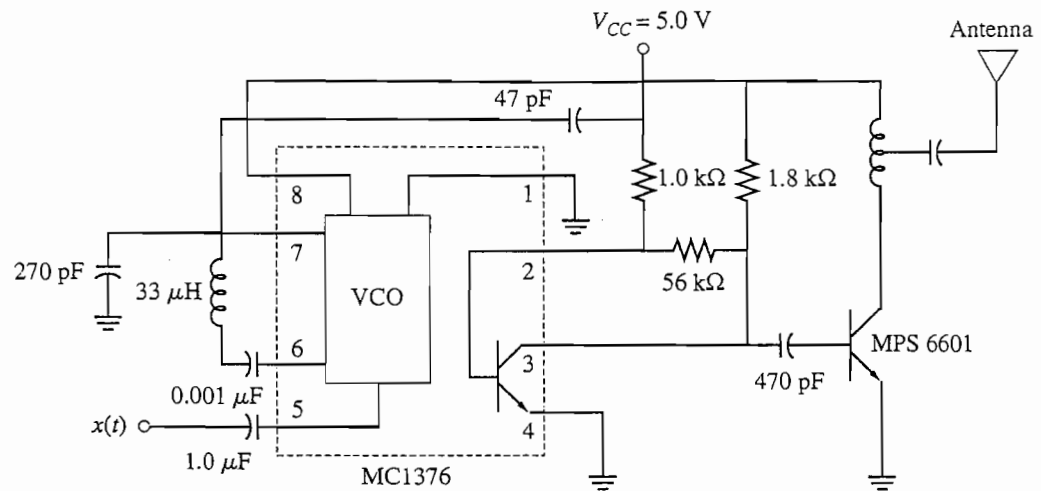 V_CC = 5.0 V
Antenna
47 pF
8
1
1.0 kΩ
1.8 kΩ
7
2
270 pF
33 μH
VCO
56 kΩ
6
3
MPS 6601
0.001 μF
470 pF
5
x(t)
4
1.0 μF
MC1376